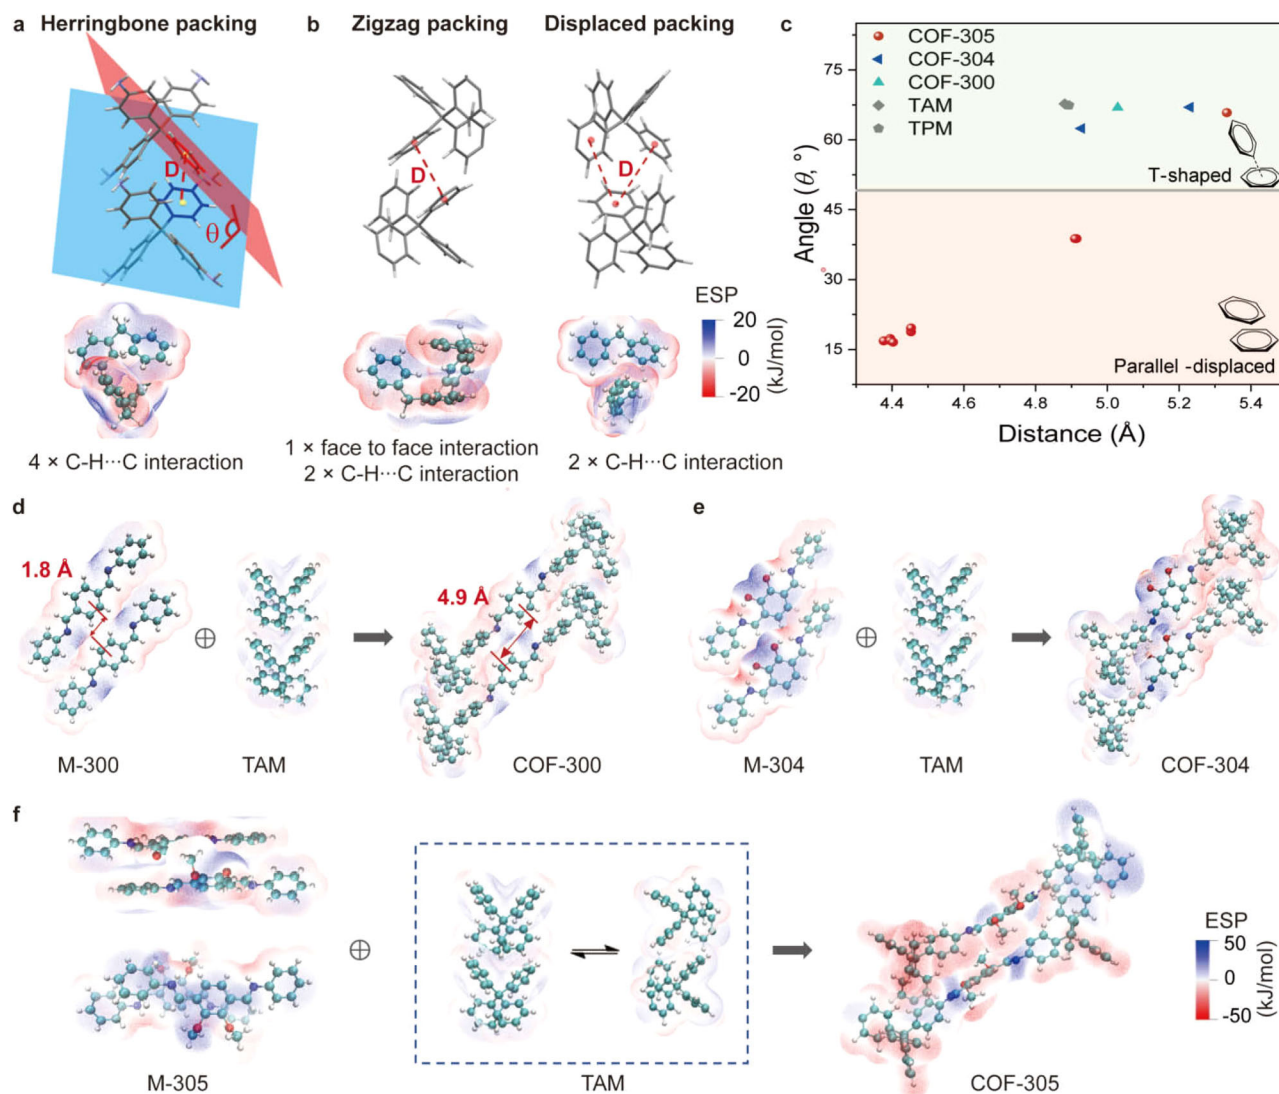 a Herringbone packing
D
θ
4 × C-H···C interaction
b Zigzag packing
Displaced packing
D
D
ESP
20
0
-20
(kJ/mol)
1 × face to face interaction
2 × C-H···C interaction
2 × C-H···C interaction
c
COF-305
COF-304
COF-300
TAM
TPM
T-shaped
Parallel -displaced
Angle (θ, °)
75
60
45
30
15
4.4 4.6 4.8 5.0 5.2 5.4
Distance (Å)
d
1.8 Å
4.9 Å
M-300
TAM
COF-300
e
M-304
TAM
COF-304
f
M-305
TAM
COF-305
ESP
50
0
-50
(kJ/mol)